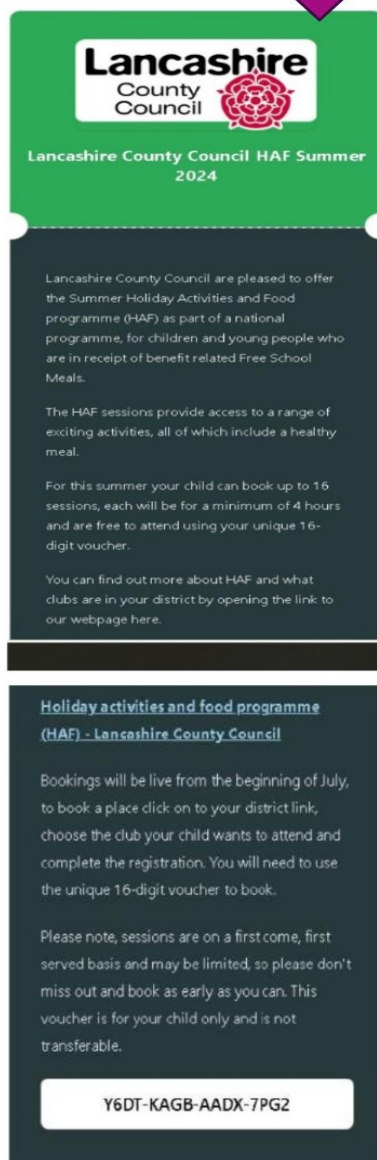 Lancashire
County
Council
Lancashire County Council HAF Summer
2024
Lancashire County Council are pleased to offer
the Summer Holiday Activities and Food
programme (HAF) as part of a national
programme, for children and young people who
are in receipt of benefit related Free School
Meals.
The HAF sessions provide access to a range of
exciting activities, all of which include a healthy
meal.
For this summer your child can book up to 16
sessions, each will be for a minimum of 4 hours
and are free to attend using your unique 16-
digit voucher.
You can find out more about HAF and what
clubs are in your district by opening the link to
our webpage here.
Holiday activities and food programme
(HAF) - Lancashire County Council
Bookings will be live from the beginning of July,
to book a place click on to your district link,
choose the club your child wants to attend and
complete the registration. You will need to use
the unique 16-digit voucher to book.
Please note, sessions are on a first come, first
served basis and may be limited, so please don't
miss out and book as early as you can. This
voucher is for your child only and is not
transferable.
Y6DT-KAGB-AADX-7PG2